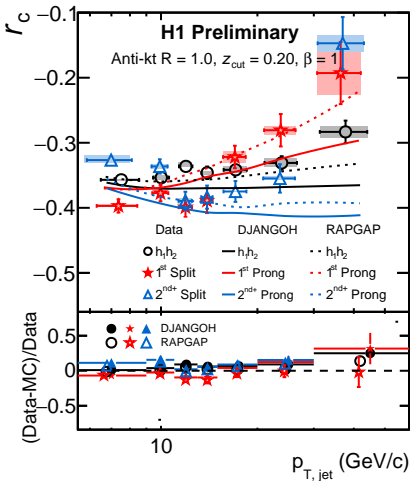 r_c
−0.1
H1 Preliminary
Anti-kt R = 1.0, z_cut = 0.20, β = 1
−0.2
−0.3
−0.4
Data DJANGOH RAPGAP
h₁h₂ h₁h₂ h₁h₂
1st Split 1st Prong 1st Prong
2nd+ Split 2nd+ Prong 2nd+ Prong
−0.5
(Data-MC)/Data
0.5
DJANGOH
RAPGAP
0
−0.5
10
p_T, jet (GeV/c)